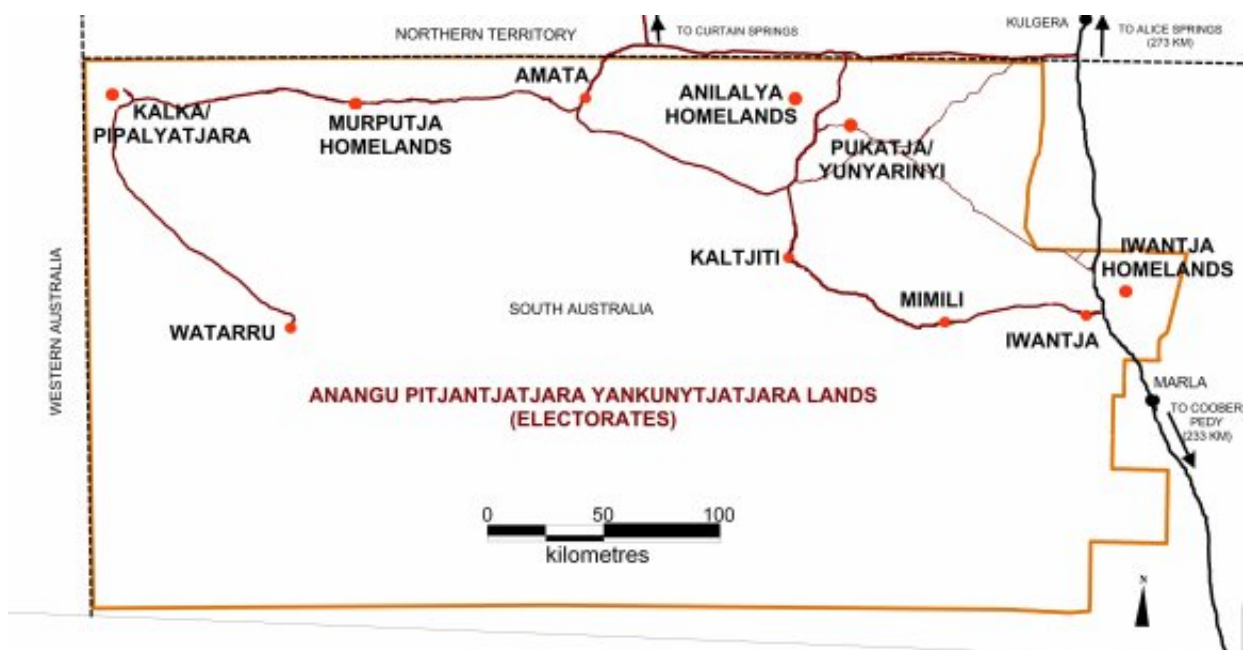 NORTHERN TERRITORY
TO CURTAIN SPRINGS
KULGERA
TO ALICE SPRINGS
(273 KM)
AMATA
KALKA/
PIPALYATJARA
MURPUTJA
HOMELANDS
ANILALYA
HOMELANDS
PUKATJA/
YUNYARINYI
WESTERN AUSTRALIA
KALTJITI
IWANTJA
HOMELANDS
WATARRU
SOUTH AUSTRALIA
MIMILI
IWANTJA
ANANGU PITJANTJATJARA YANKUNYTJATJARA LANDS
(ELECTORATES)
MARLA
TO COOBER
PEDY
(233 KM)
0 50 100
kilometres
N